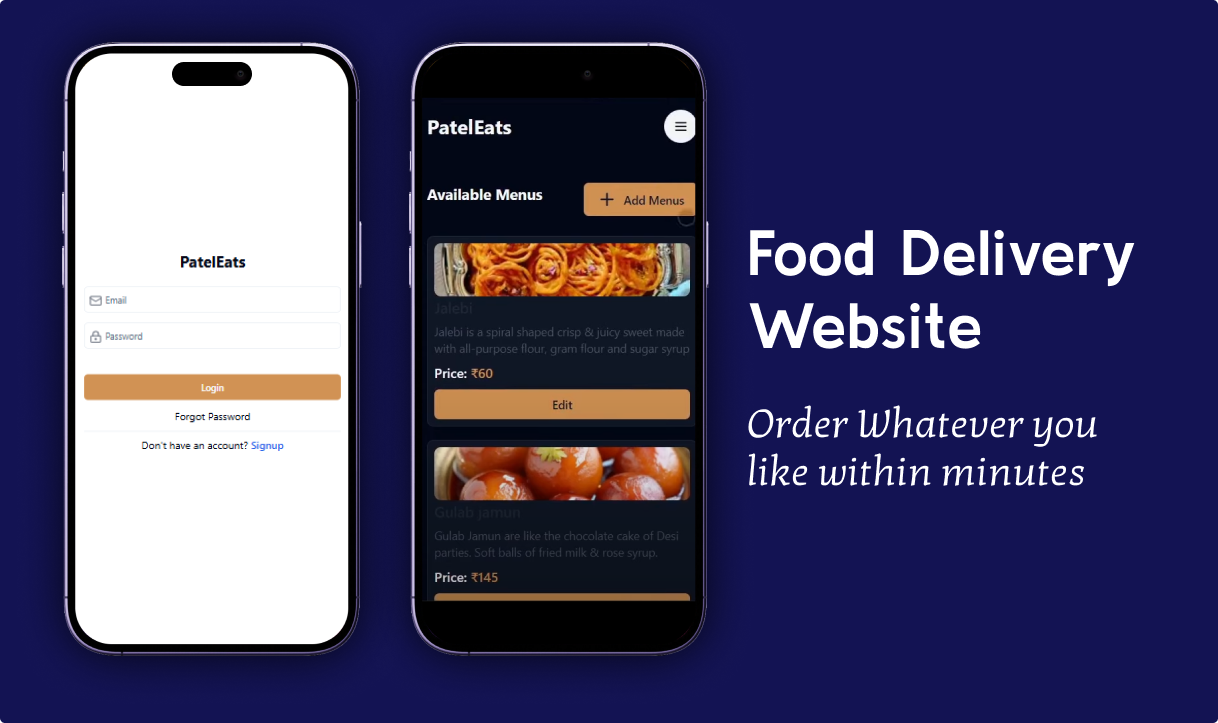 PatelEats
Email
Password
Login
Forgot Password
Don't have an account? Signup
PatelEats
Available Menus
Add Menus
Jalebi
Jalebi is a spiral shaped crisp & juicy sweet made
with all-purpose flour, gram flour and sugar syrup
Price: ₹60
Edit
Gulab jamun
Gulab Jamun are like the chocolate cake of Desi
parties. Soft balls of fried milk & rose syrup.
Price: ₹145
Food Delivery
Website
Order Whatever you
like within minutes